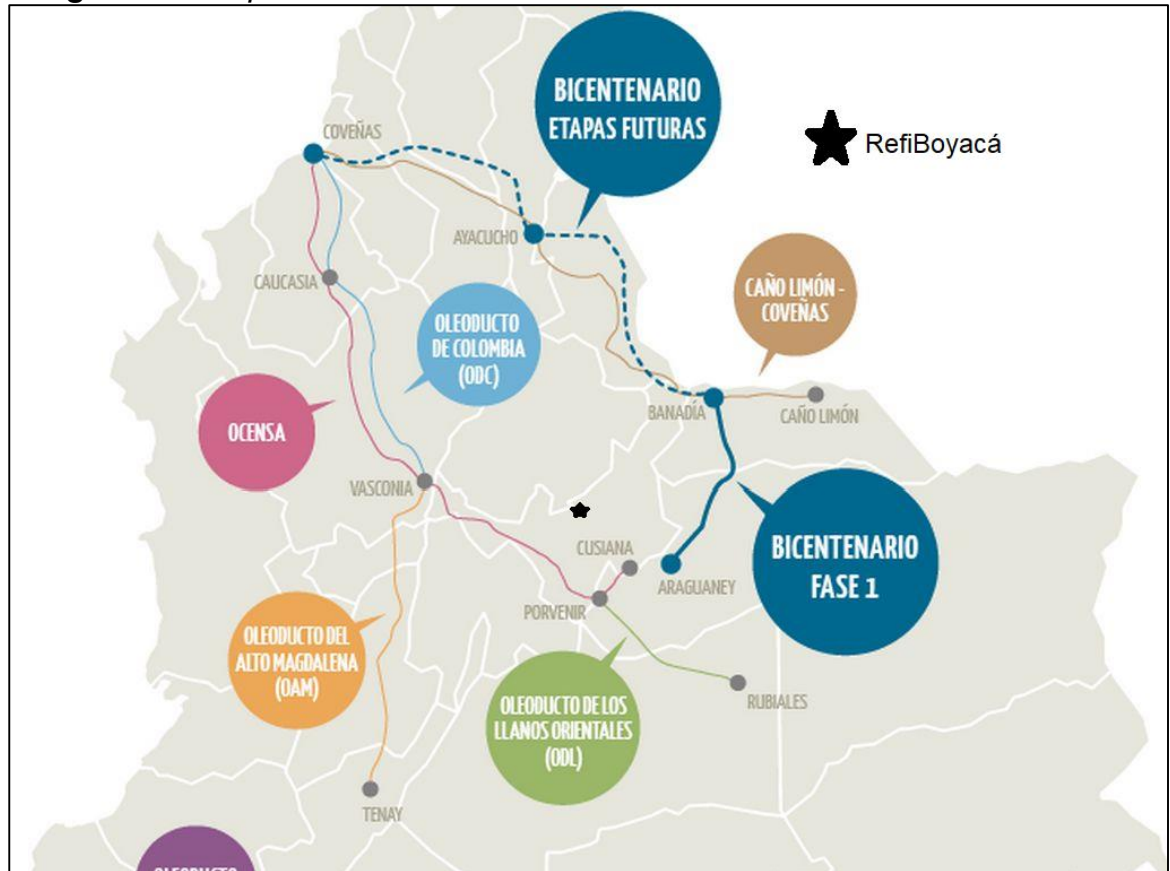 BICENTENARIO
ETAPAS FUTURAS
RefiBoyacá
COVEÑAS
AYACUCHO
CAUCASIA
CAÑO LIMÓN -
COVEÑAS
OLEODUCTO
DE COLOMBIA
(ODC)
OCENSA
BANADÍA
CAÑO LIMÓN
VASCONIA
CUSIANA
ARAGUANEY
BICENTENARIO
FASE 1
PORVENIR
OLEODUCTO DEL
ALTO MAGDALENA
(OAM)
OLEODUCTO DE LOS
LLANOS ORIENTALES
(ODL)
RUBIALES
TENAY